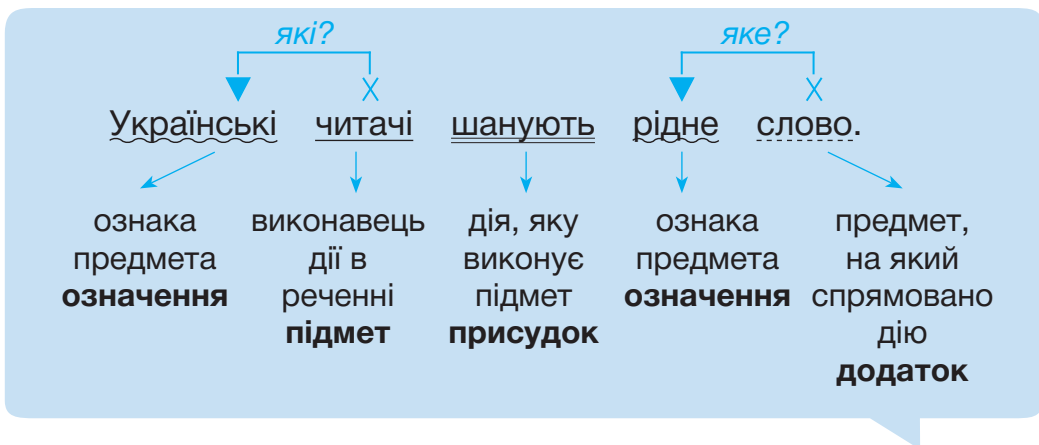 які? яке?
Українські читачі шанують рідне слово.
ознака предмета означення
виконавець дії в реченні підмет
дія, яку виконує підмет присудок
ознака предмета означення
предмет, на який спрямовано дію додаток